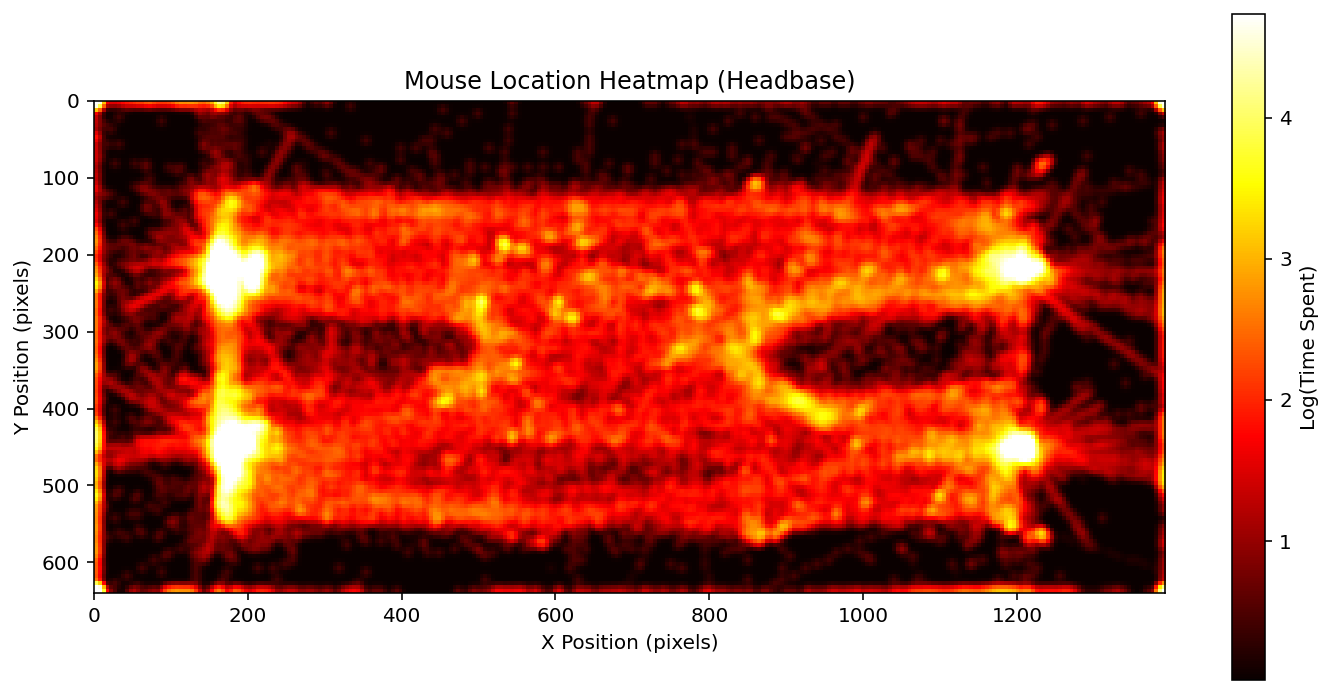 Mouse Location Heatmap (Headbase)
0
100
200
300
400
500
600
Y Position (pixels)
0 200 400 600 800 1000 1200
X Position (pixels)
4
3
2
1
Log(Time Spent)